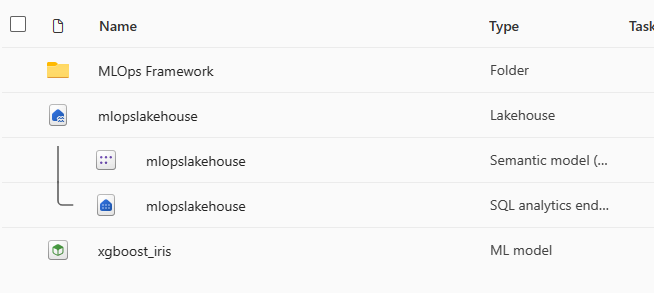 Name Type Task
MLOps Framework Folder
mlopslakehouse Lakehouse
mlopslakehouse Semantic model (...
mlopslakehouse SQL analytics end...
xgboost_iris ML model